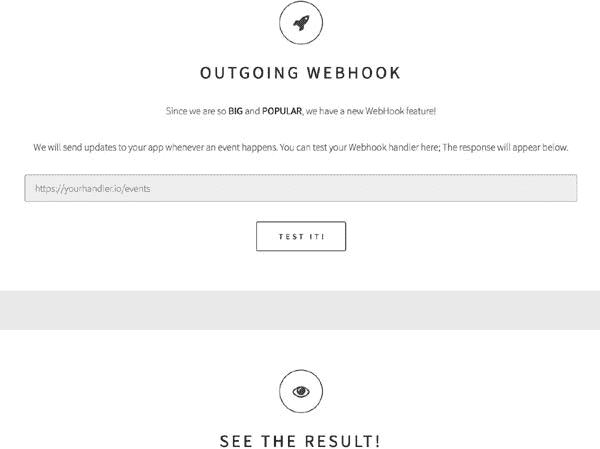 OUTGOING WEBHOOK
Since we are so BIG and POPULAR, we have a new WebHook feature!
We will send updates to your app whenever an event happens. You can test your Webhook handler here; The response will appear below.
https://yourhandler.io/events
TEST IT!
SEE THE RESULT!